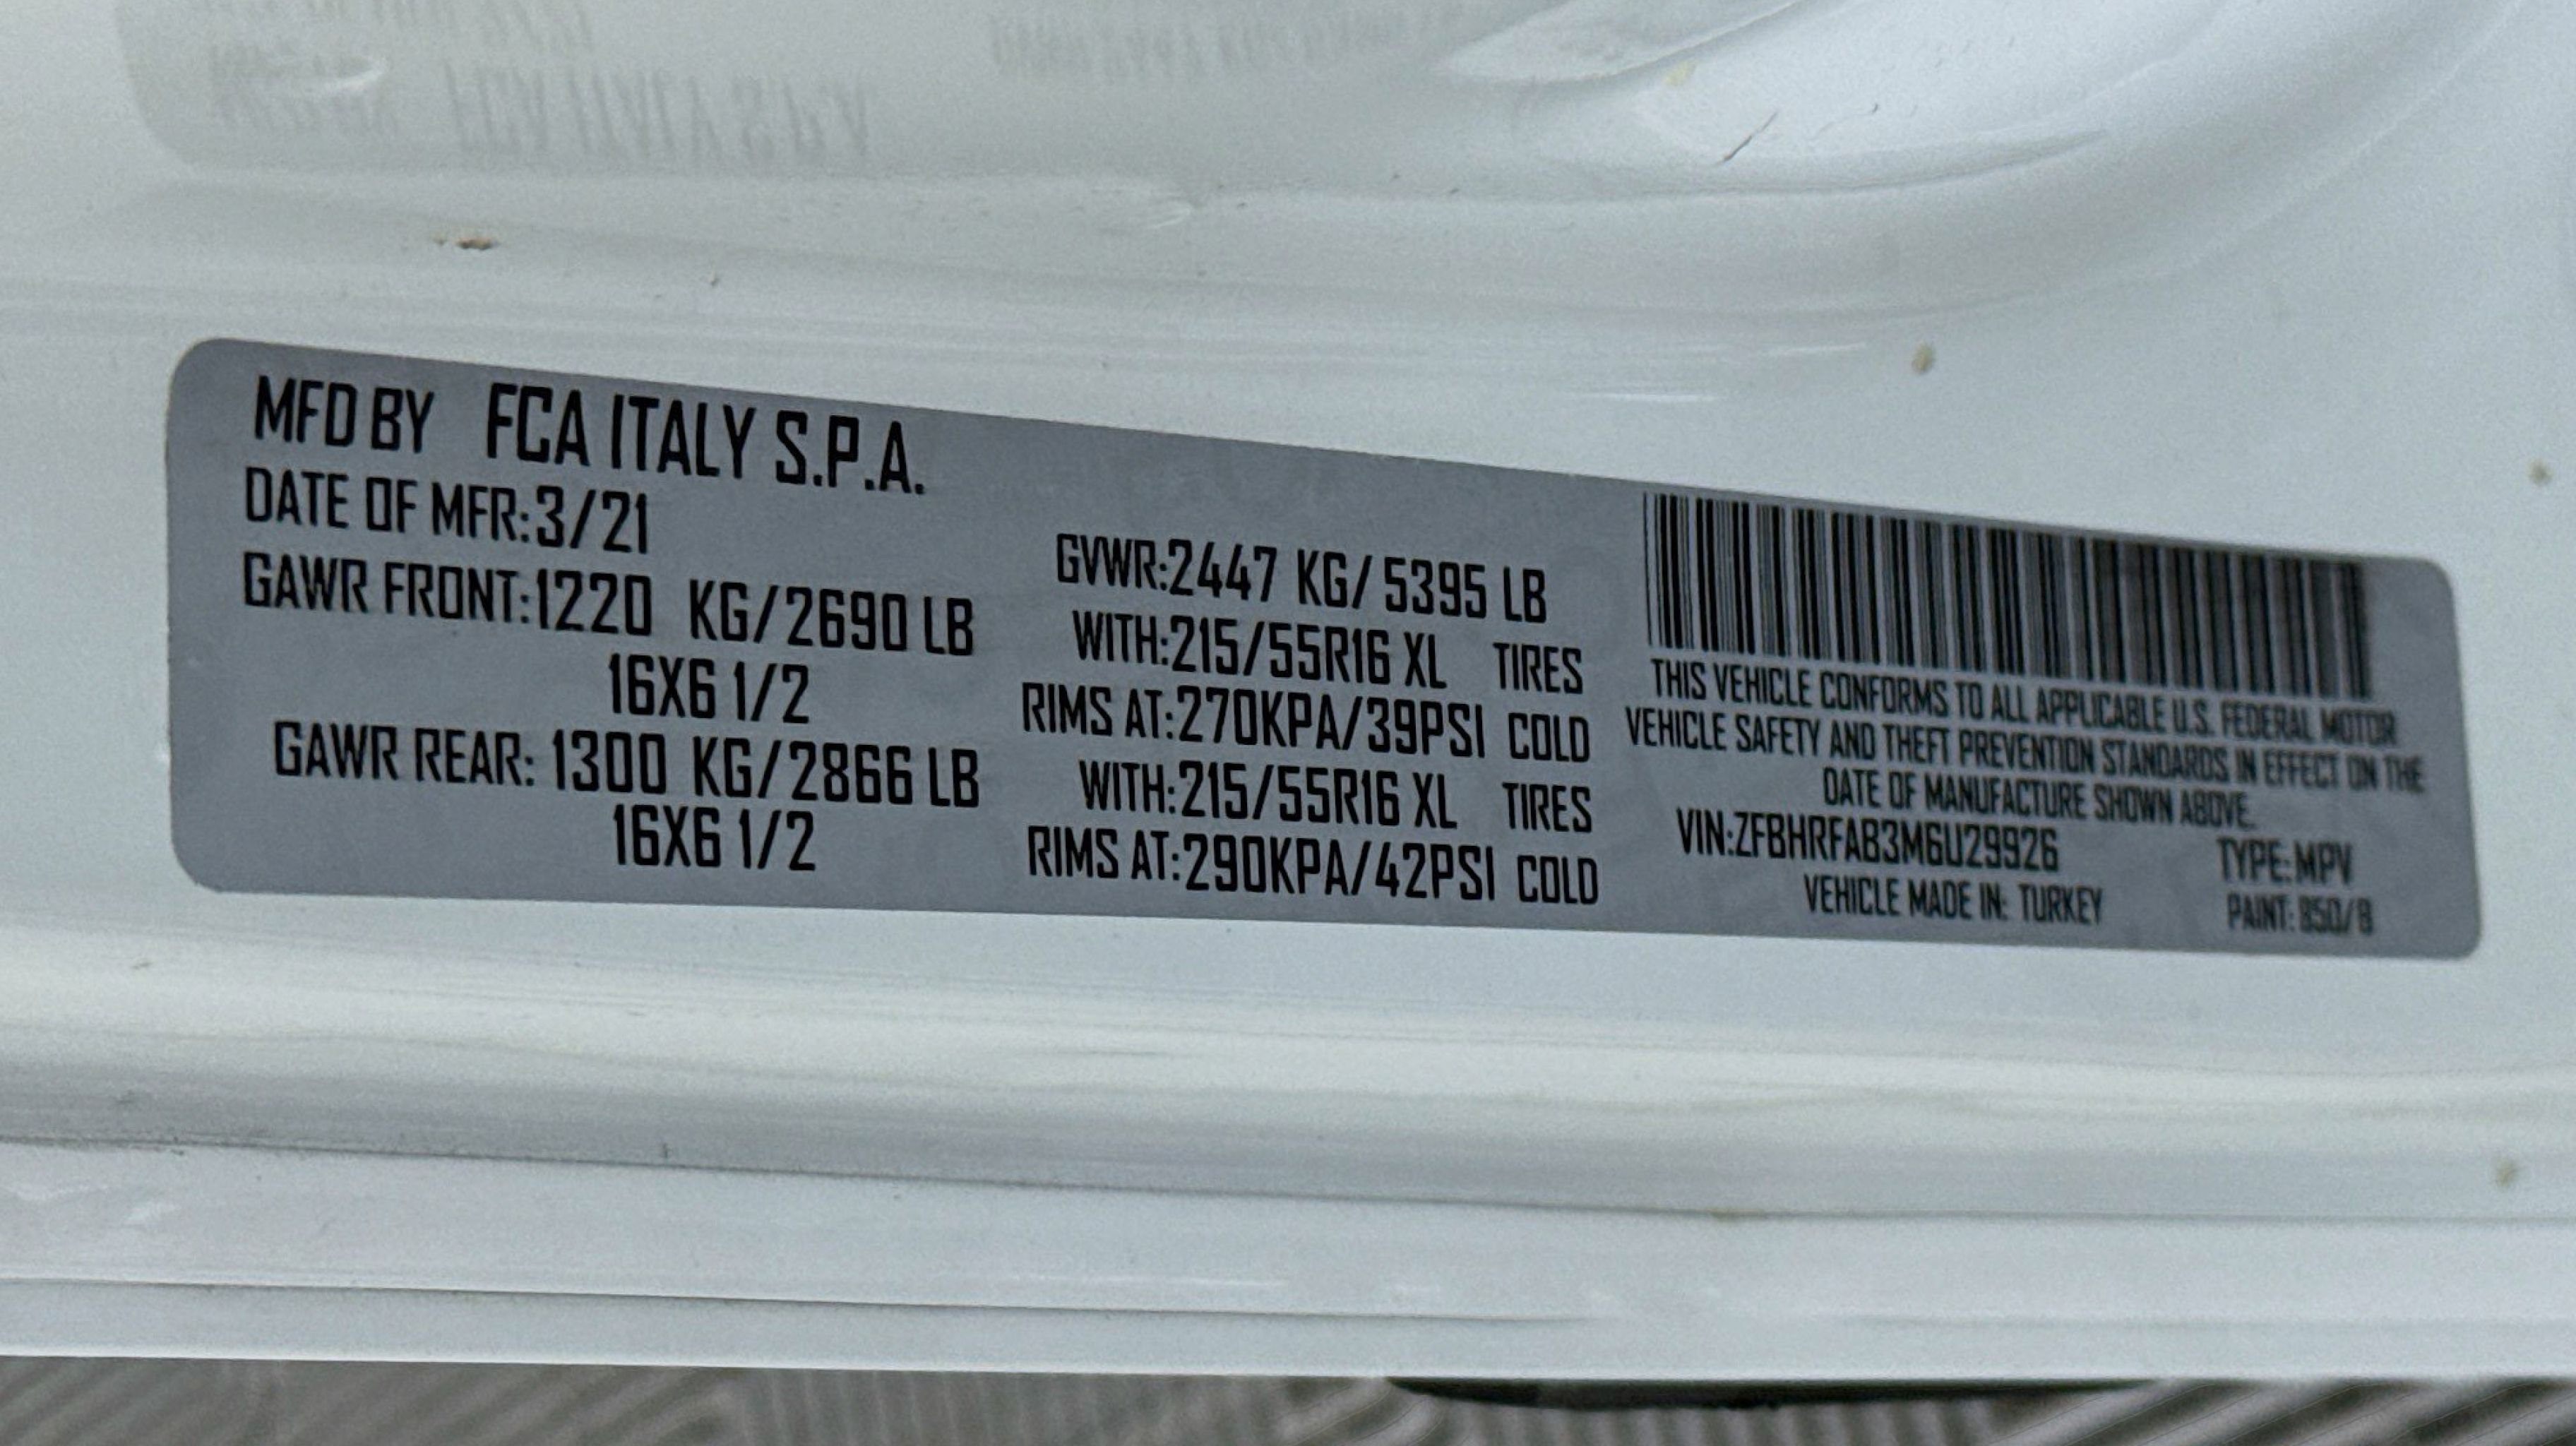 MFD BY FCA ITALY S.P.A.
DATE OF MFR:3/21
GAWR FRONT:1220 KG/2690 LB
16X6 1/2
GAWR REAR: 1300 KG/2866 LB
16X6 1/2
GVWR:2447 KG/ 5395 LB
WITH:215/55R16 XL TIRES
RIMS AT:270KPA/39PSI COLD
WITH:215/55R16 XL TIRES
RIMS AT:290KPA/42PSI COLD
THIS VEHICLE CONFORMS TO ALL APPLICABLE U.S. FEDERAL MOTOR
VEHICLE SAFETY AND THEFT PREVENTION STANDARDS IN EFFECT ON THE
DATE OF MANUFACTURE SHOWN ABOVE.
VIN:ZFBHRFAB3M6U29926 TYPE:MPV
VEHICLE MADE IN: TURKEY PAINT: